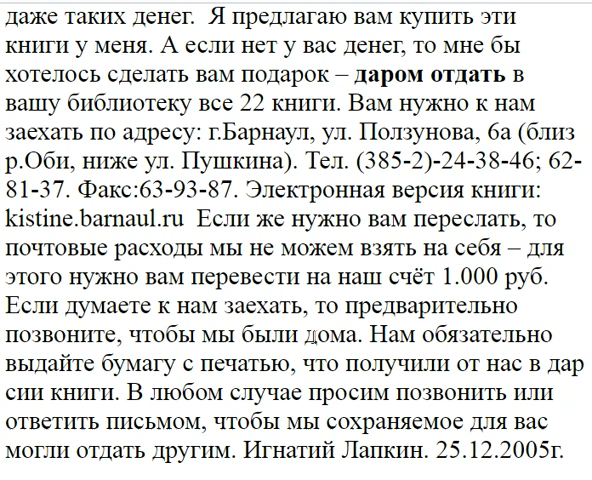 даже таких денег. Я предлагаю вам купить эти
книги у меня. А если нет у вас денег, то мне бы
хотелось сделать вам подарок – даром отдать в
вашу библиотеку все 22 книги. Вам нужно к нам
заехать по адресу: г.Барнаул, ул. Ползунова, 6а (близ
р.Оби, ниже ул. Пушкина). Тел. (385-2)-24-38-46; 62-
81-37. Факс:63-93-87. Электронная версия книги:
kistine.barnaul.ru Если же нужно вам переслать, то
почтовые расходы мы не можем взять на себя – для
этого нужно вам перевести на наш счёт 1.000 руб.
Если думаете к нам заехать, то предварительно
позвоните, чтобы мы были дома. Нам обязательно
выдайте бумагу с печатью, что получили от нас в дар
сии книги. В любом случае просим позвонить или
ответить письмом, чтобы мы сохраняемое для вас
могли отдать другим. Игнатий Лапкин. 25.12.2005г.